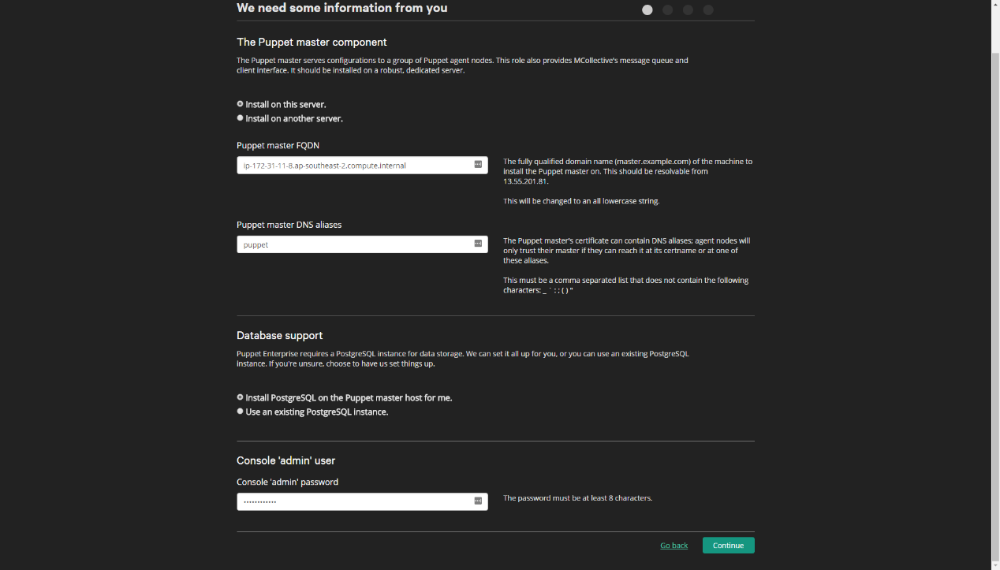 We need some information from you
The Puppet master component
The Puppet master serves configurations to a group of Puppet agent nodes. This role also provides MCollective's message queue and
client interface. It should be installed on a robust, dedicated server.
Install on this server.
Install on another server.
Puppet master FQDN
ip-172-31-11-8.ap-southeast-2.compute.internal
The fully qualified domain name (master.example.com) of the machine to
install the Puppet master on. This should be resolvable from
13.55.201.81.
This will be changed to an all lowercase string.
Puppet master DNS aliases
puppet
The Puppet master's certificate can contain DNS aliases; agent nodes will
only trust their master if they can reach it at its certname or at one of
these aliases.
This must be a comma separated list that does not contain the following
characters: _ ` : ; ( ) "
Database support
Puppet Enterprise requires a PostgreSQL instance for data storage. We can set it all up for you, or you can use an existing PostgreSQL
instance. If you're unsure, choose to have us set things up.
Install PostgreSQL on the Puppet master host for me.
Use an existing PostgreSQL instance.
Console 'admin' user
Console 'admin' password
••••••••••••
The password must be at least 8 characters.
Go back
Continue